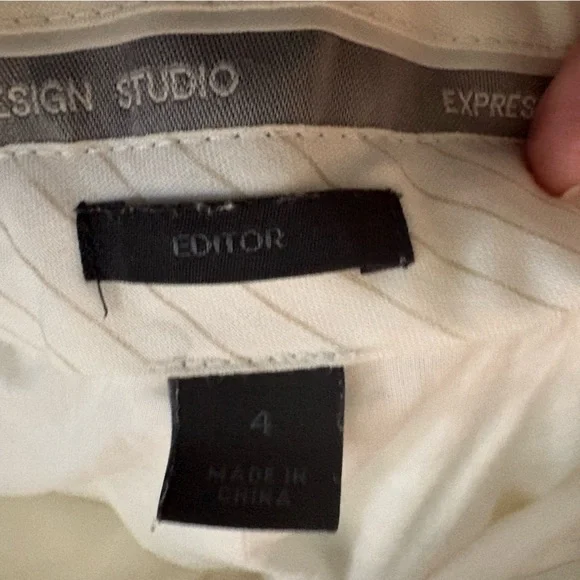 ESIGN STUDIO EXPRES
EDITOR
4
MADE IN
CHINA